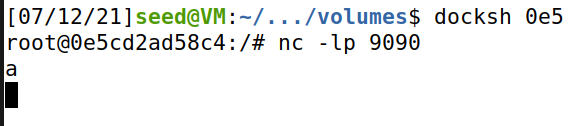 [07/12/21]seed@VM:~/.../volumes$ docksh 0e5
root@0e5cd2ad58c4:/# nc -lp 9090
a